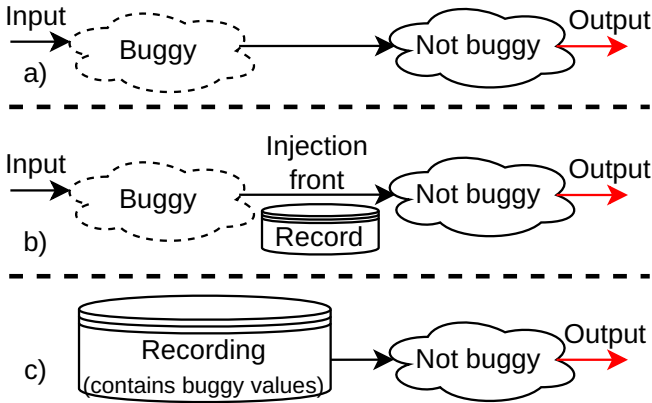 Input
Buggy
Not buggy
Output
a)
Input
Buggy
Injection
front
Record
Not buggy
Output
b)
Recording
(contains buggy values)
Not buggy
Output
c)